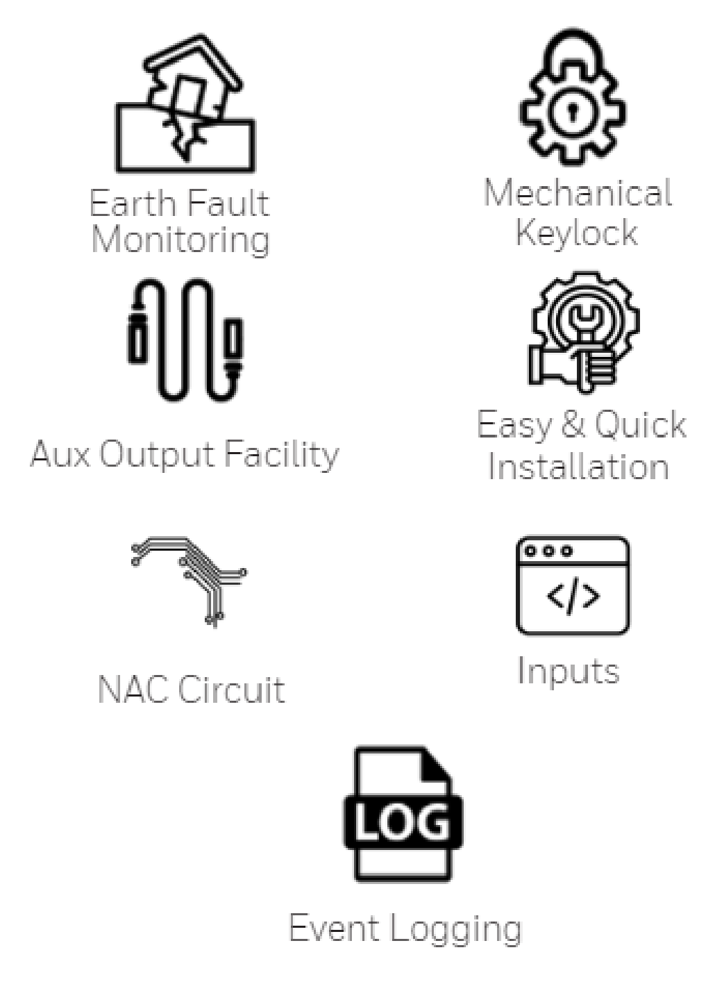 Earth Fault
Monitoring
Mechanical
Keylock
Aux Output Facility
Easy & Quick
Installation
NAC Circuit
</>
Inputs
LOG
Event Logging